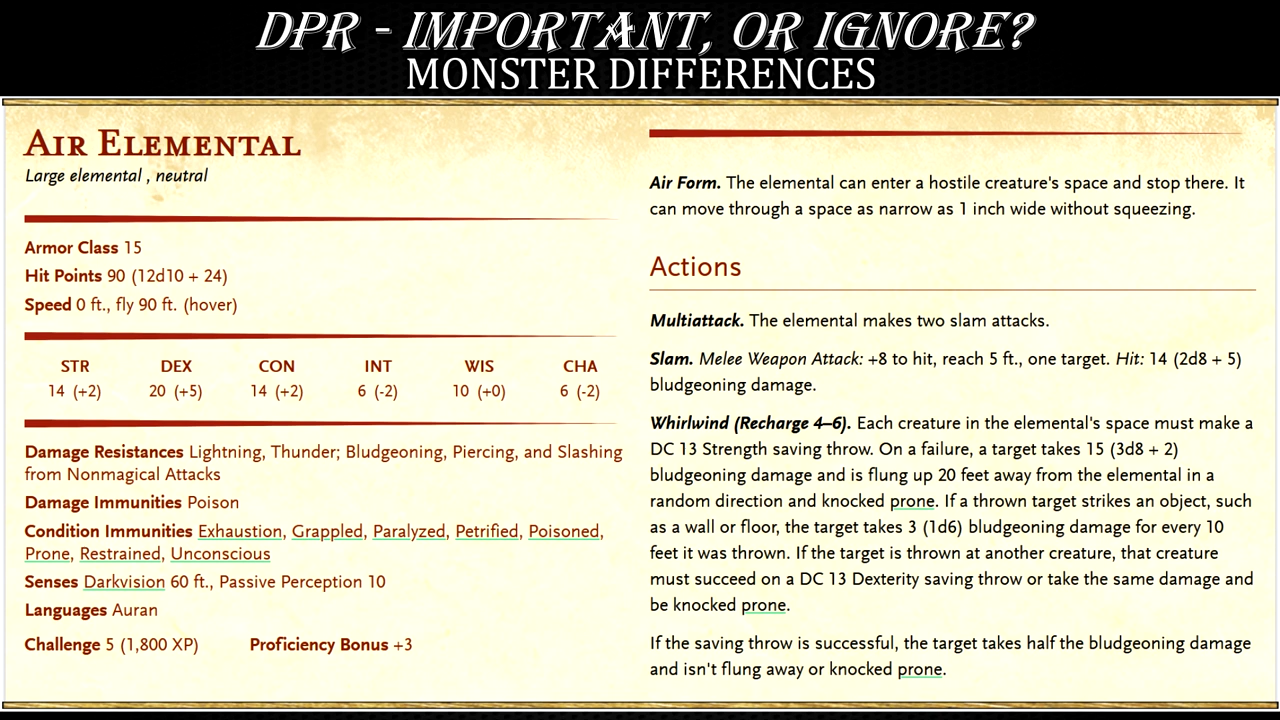 DPR - IMPORTANT, OR IGNORE?
MONSTER DIFFERENCES
AIR ELEMENTAL
Large elemental , neutral
Armor Class 15
Hit Points 90 (12d10 + 24)
Speed 0 ft., fly 90 ft. (hover)
STR DEX CON INT WIS CHA
14 (+2) 20 (+5) 14 (+2) 6 (-2) 10 (+0) 6 (-2)
Damage Resistances Lightning, Thunder; Bludgeoning, Piercing, and Slashing
from Nonmagical Attacks
Damage Immunities Poison
Condition Immunities Exhaustion, Grappled, Paralyzed, Petrified, Poisoned,
Prone, Restrained, Unconscious
Senses Darkvision 60 ft., Passive Perception 10
Languages Auran
Challenge 5 (1,800 XP) Proficiency Bonus +3
Air Form. The elemental can enter a hostile creature's space and stop there. It
can move through a space as narrow as 1 inch wide without squeezing.
Actions
Multiattack. The elemental makes two slam attacks.
Slam. Melee Weapon Attack: +8 to hit, reach 5 ft., one target. Hit: 14 (2d8 + 5)
bludgeoning damage.
Whirlwind (Recharge 4–6). Each creature in the elemental's space must make a
DC 13 Strength saving throw. On a failure, a target takes 15 (3d8 + 2)
bludgeoning damage and is flung up 20 feet away from the elemental in a
random direction and knocked prone. If a thrown target strikes an object, such
as a wall or floor, the target takes 3 (1d6) bludgeoning damage for every 10
feet it was thrown. If the target is thrown at another creature, that creature
must succeed on a DC 13 Dexterity saving throw or take the same damage and
be knocked prone.
If the saving throw is successful, the target takes half the bludgeoning damage
and isn't flung away or knocked prone.